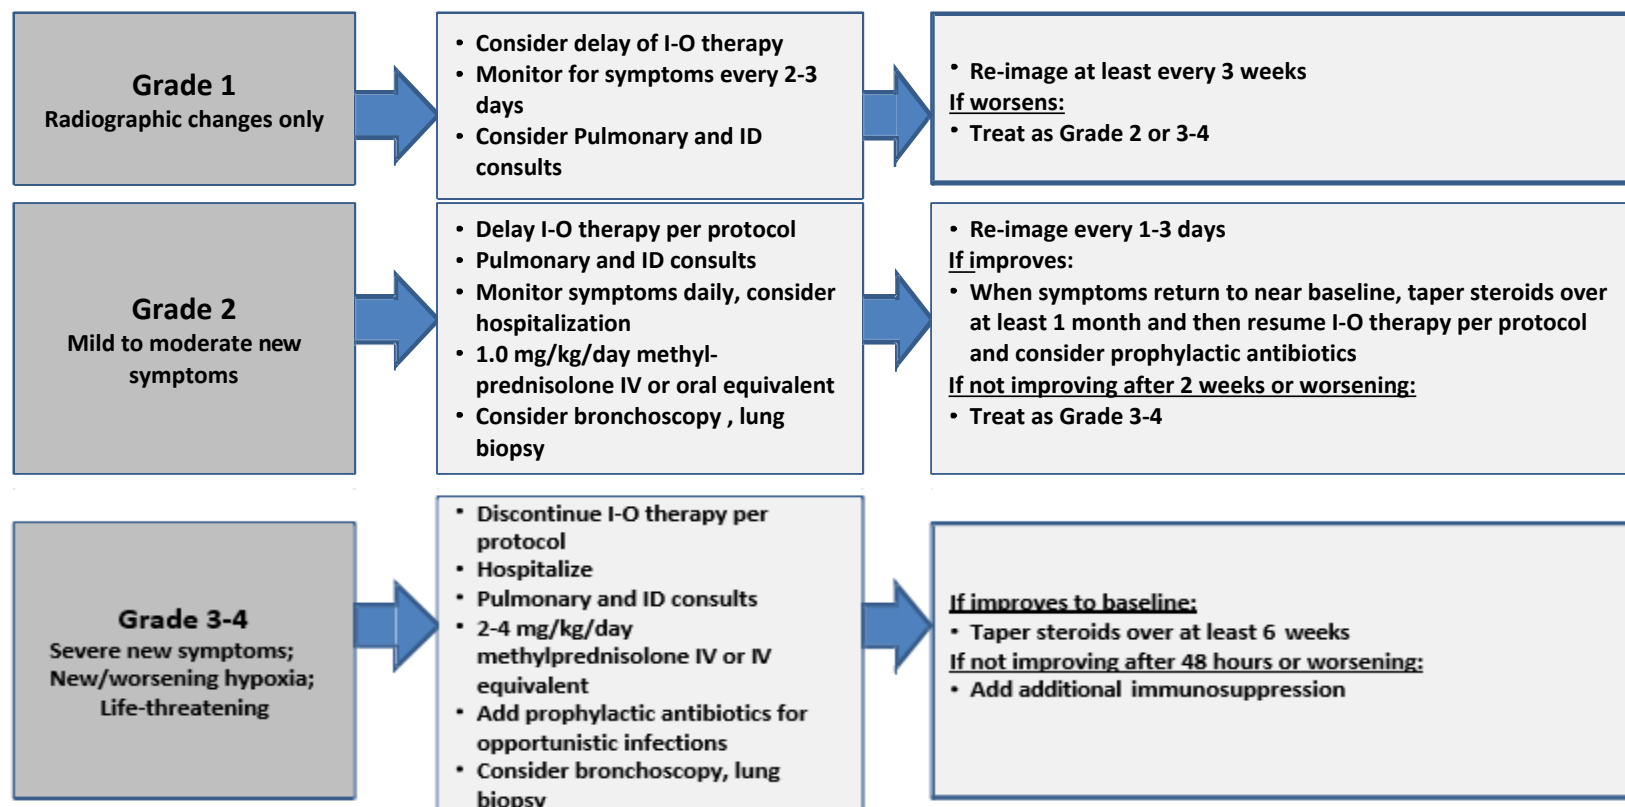 Grade 1
Radiographic changes only
• Consider delay of I-O therapy
• Monitor for symptoms every 2-3
days
• Consider Pulmonary and ID
consults
• Re-image at least every 3 weeks
If worsens:
• Treat as Grade 2 or 3-4
Grade 2
Mild to moderate new
symptoms
• Delay I-O therapy per protocol
• Pulmonary and ID consults
• Monitor symptoms daily, consider
hospitalization
• 1.0 mg/kg/day methyl-
prednisolone IV or oral equivalent
• Consider bronchoscopy , lung
biopsy
• Re-image every 1-3 days
If improves:
• When symptoms return to near baseline, taper steroids over
at least 1 month and then resume I-O therapy per protocol
and consider prophylactic antibiotics
If not improving after 2 weeks or worsening:
• Treat as Grade 3-4
Grade 3-4
Severe new symptoms;
New/worsening hypoxia;
Life-threatening
• Discontinue I-O therapy per
protocol
• Hospitalize
• Pulmonary and ID consults
• 2-4 mg/kg/day
methylprednisolone IV or IV
equivalent
• Add prophylactic antibiotics for
opportunistic infections
• Consider bronchoscopy, lung
biopsy
If improves to baseline:
• Taper steroids over at least 6 weeks
If not improving after 48 hours or worsening:
• Add additional immunosuppression